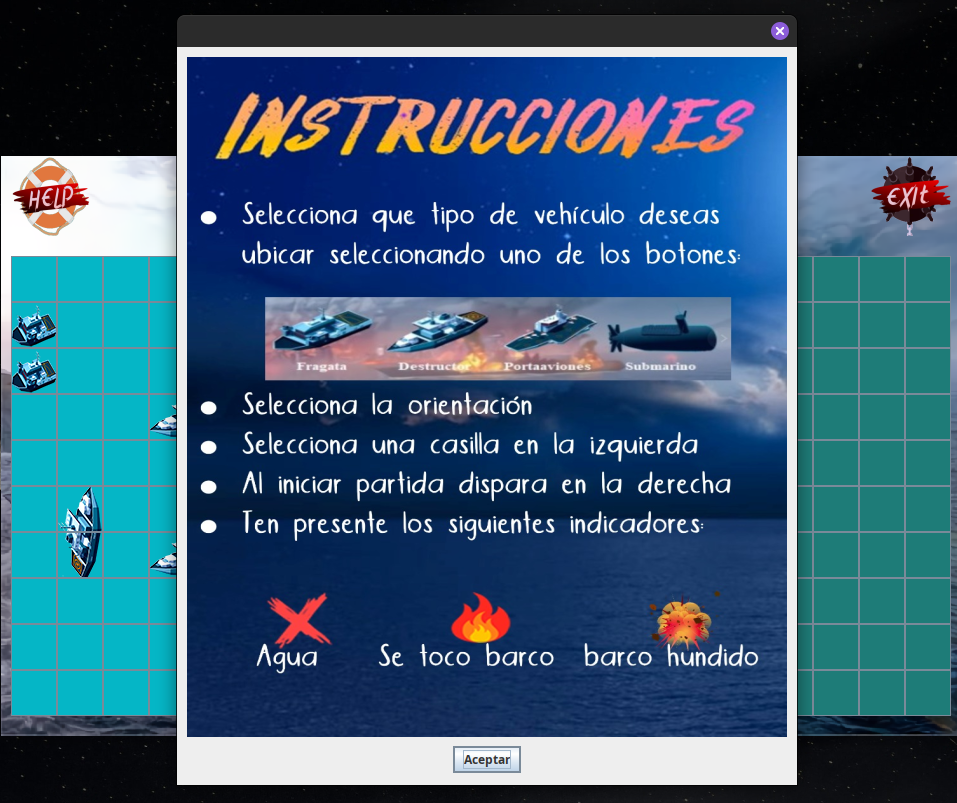 INSTRUCCIONES
HELP
EXIt
Selecciona que tipo de vehículo deseas
ubicar seleccionando uno de los botones:
Fragata Destructor Portaaviones Submarino
Selecciona la orientación
Selecciona una casilla en la izquierda
Al iniciar partida dispara en la derecha
Ten presente los siguientes indicadores:
Agua Se toco barco barco hundido
Aceptar